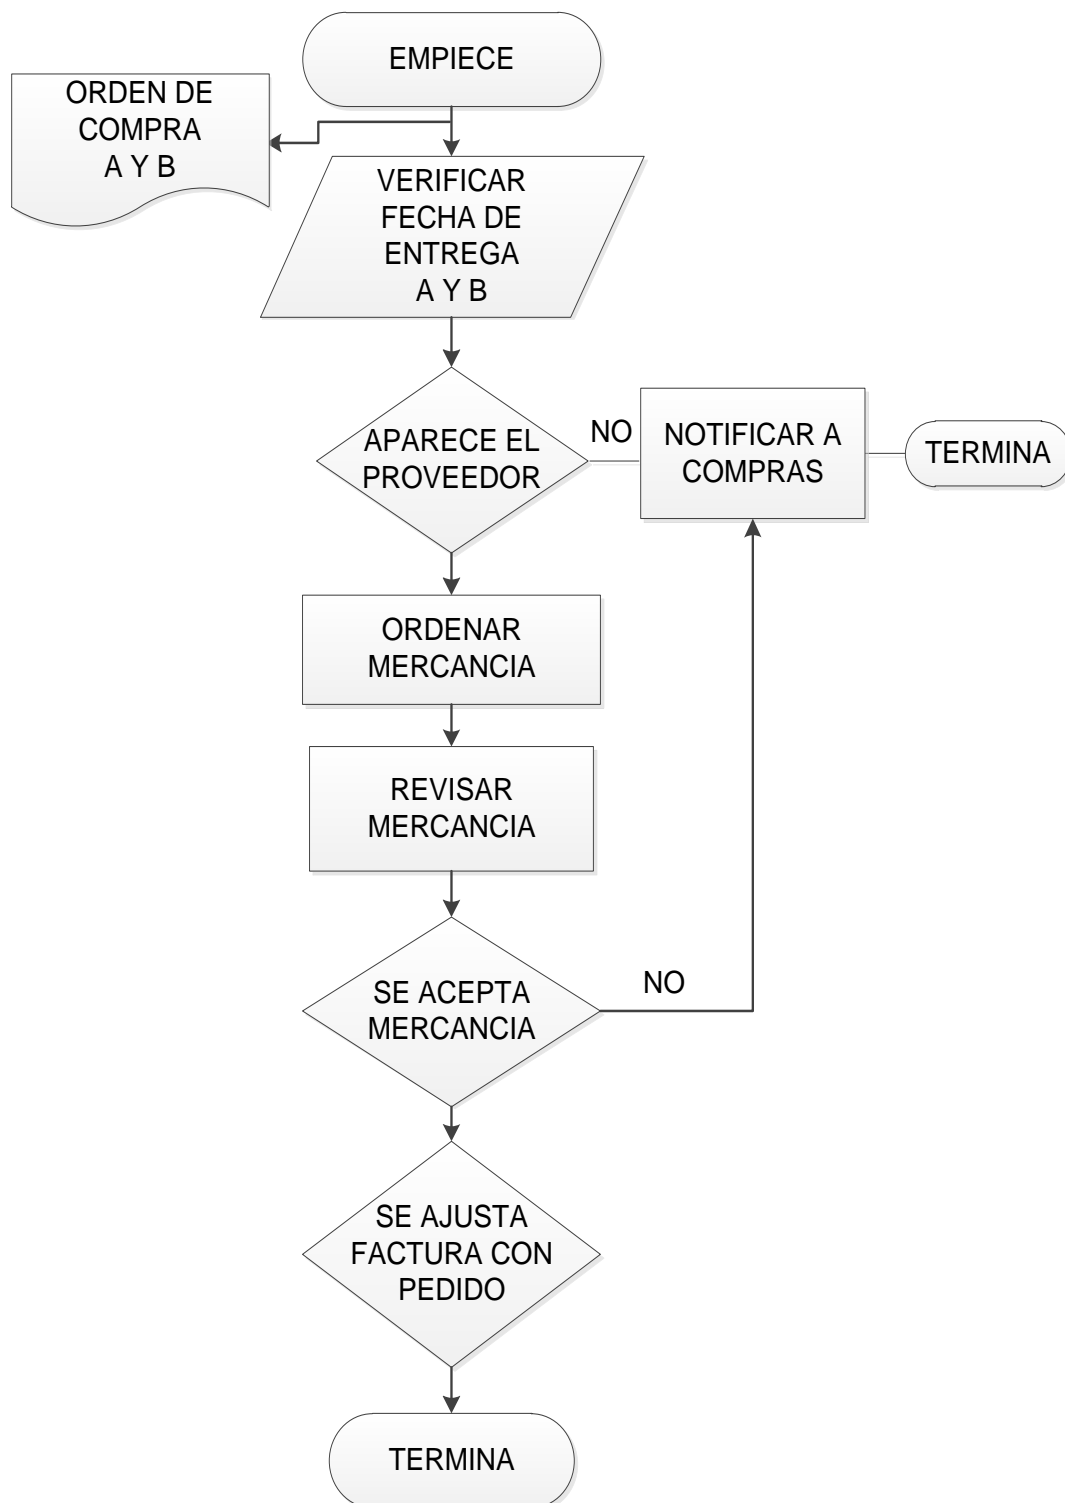 EMPIECE
ORDEN DE
COMPRA
A Y B
VERIFICAR
FECHA DE
ENTREGA
A Y B
APARECE EL
PROVEEDOR
NO
NOTIFICAR A
COMPRAS
TERMINA
ORDENAR
MERCANCIA
REVISAR
MERCANCIA
SE ACEPTA
MERCANCIA
NO
SE AJUSTA
FACTURA CON
PEDIDO
TERMINA